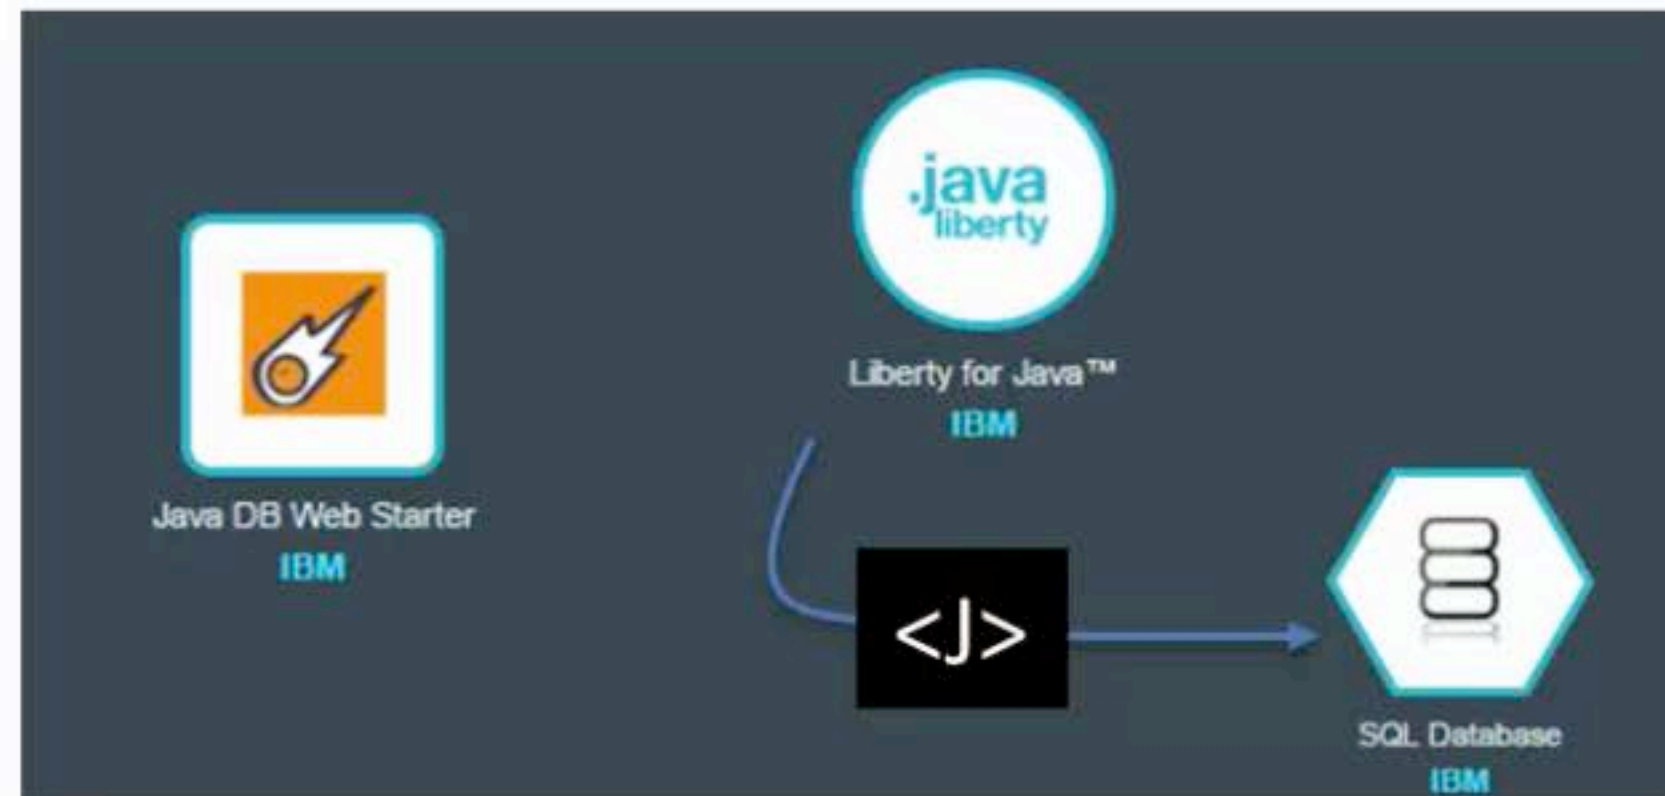 .java
liberty
Liberty for Java™
IBM
Java DB Web Starter
IBM
<J>
SQL Database
IBM